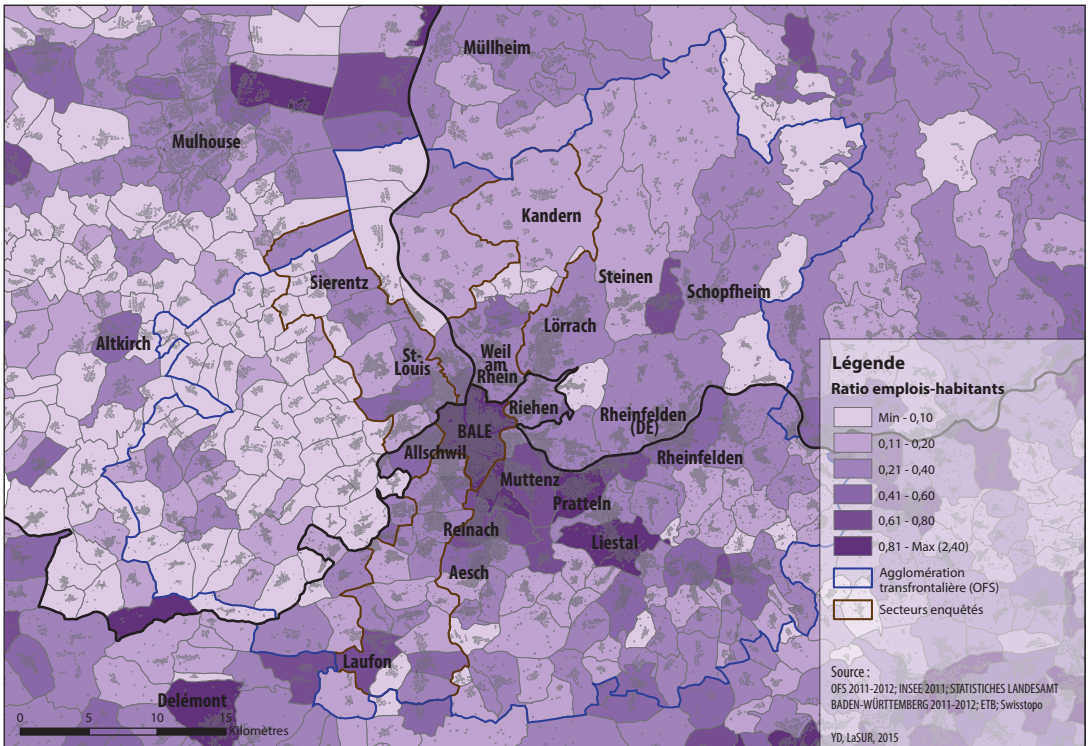 Müllheim
Mulhouse
Kandern
Sierentz
Steinen
Schopfheim
Lörrach
Altkirch
St-
Louis
Weil
am
Rhein
Riehen
Rheinfelden
(DE)
BALE
Allschwil
Rheinfelden
Muttenz
Pratteln
Reinach
Liestal
Aesch
Laufon
Delémont
0 5 10 15
Kilomètres
Légende
Ratio emplois-habitants
Min - 0,10
0,11 - 0,20
0,21 - 0,40
0,41 - 0,60
0,61 - 0,80
0,81 - Max (2,40)
Agglomération
transfrontalière (OFS)
Secteurs enquêtés
Source :
OFS 2011-2012; INSEE 2011; STATISTICHES LANDESAMT
BADEN-WÜRTTEMBERG 2011-2012; ETB; Swisstopo
YD, LaSUR, 2015